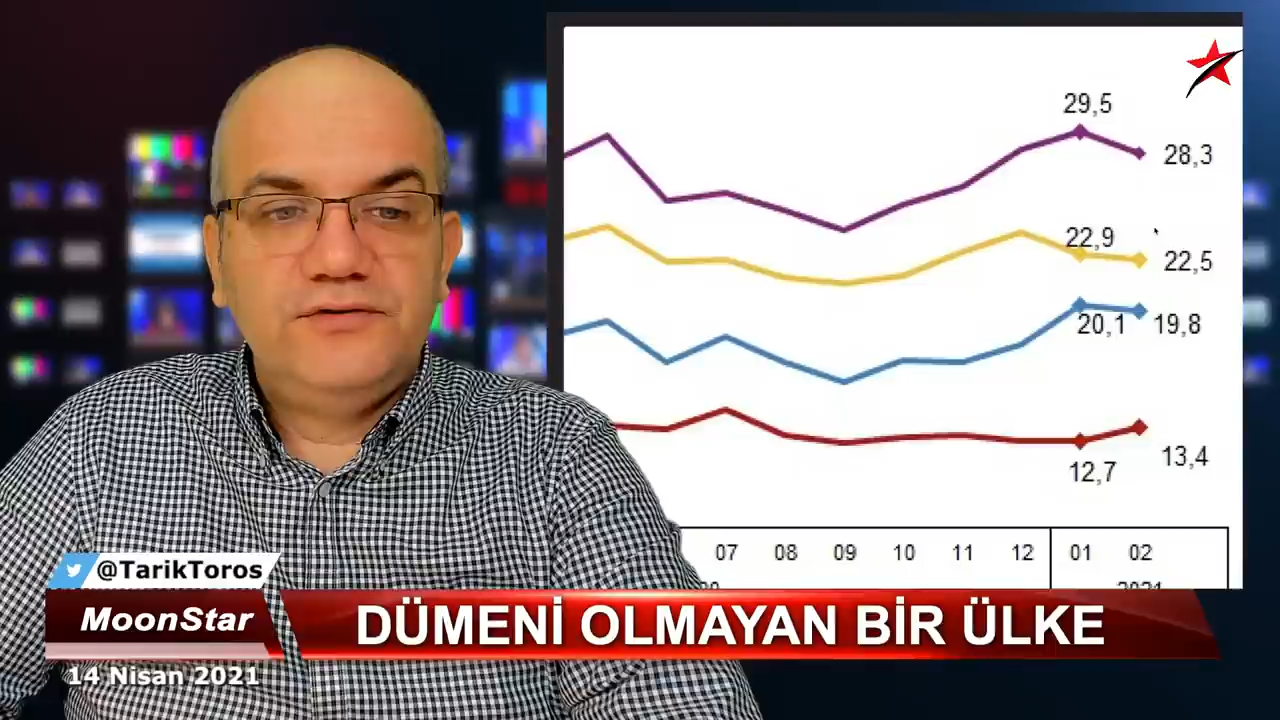 29,5
28,3
22,9
22,5
20,1
19,8
13,4
12,7
07 08 09 10 11 12 01 02
2021
@TarikToros
MoonStar
DÜMENİ OLMAYAN BİR ÜLKE
14 Nisan 2021